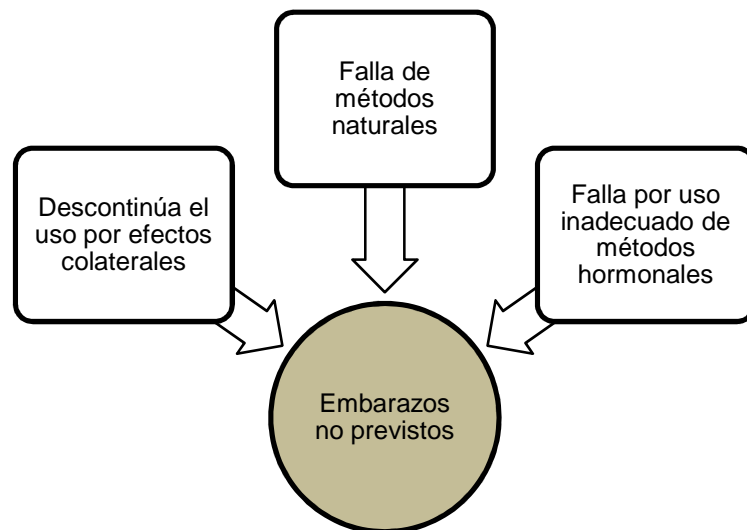 Falla de
métodos
naturales
Descontinúa el
uso por efectos
colaterales
Falla por uso
inadecuado de
métodos
hormonales
Embarazos
no previstos